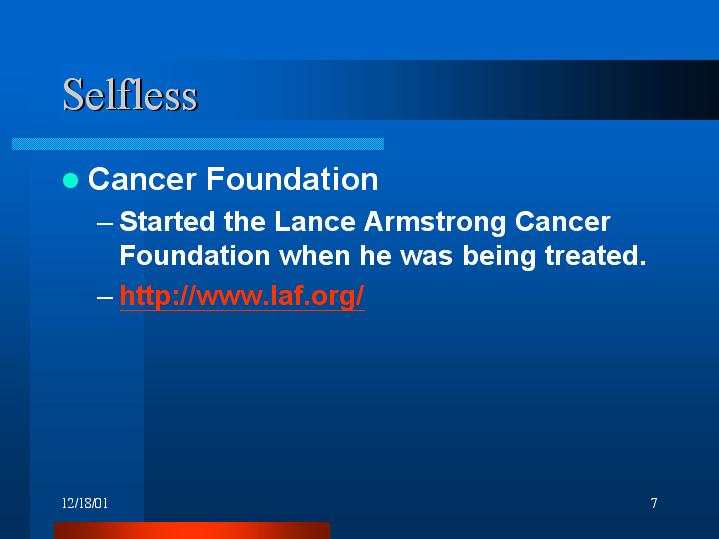 Selfless
Cancer Foundation
– Started the Lance Armstrong Cancer
Foundation when he was being treated.
– http://www.laf.org/
12/18/01
7